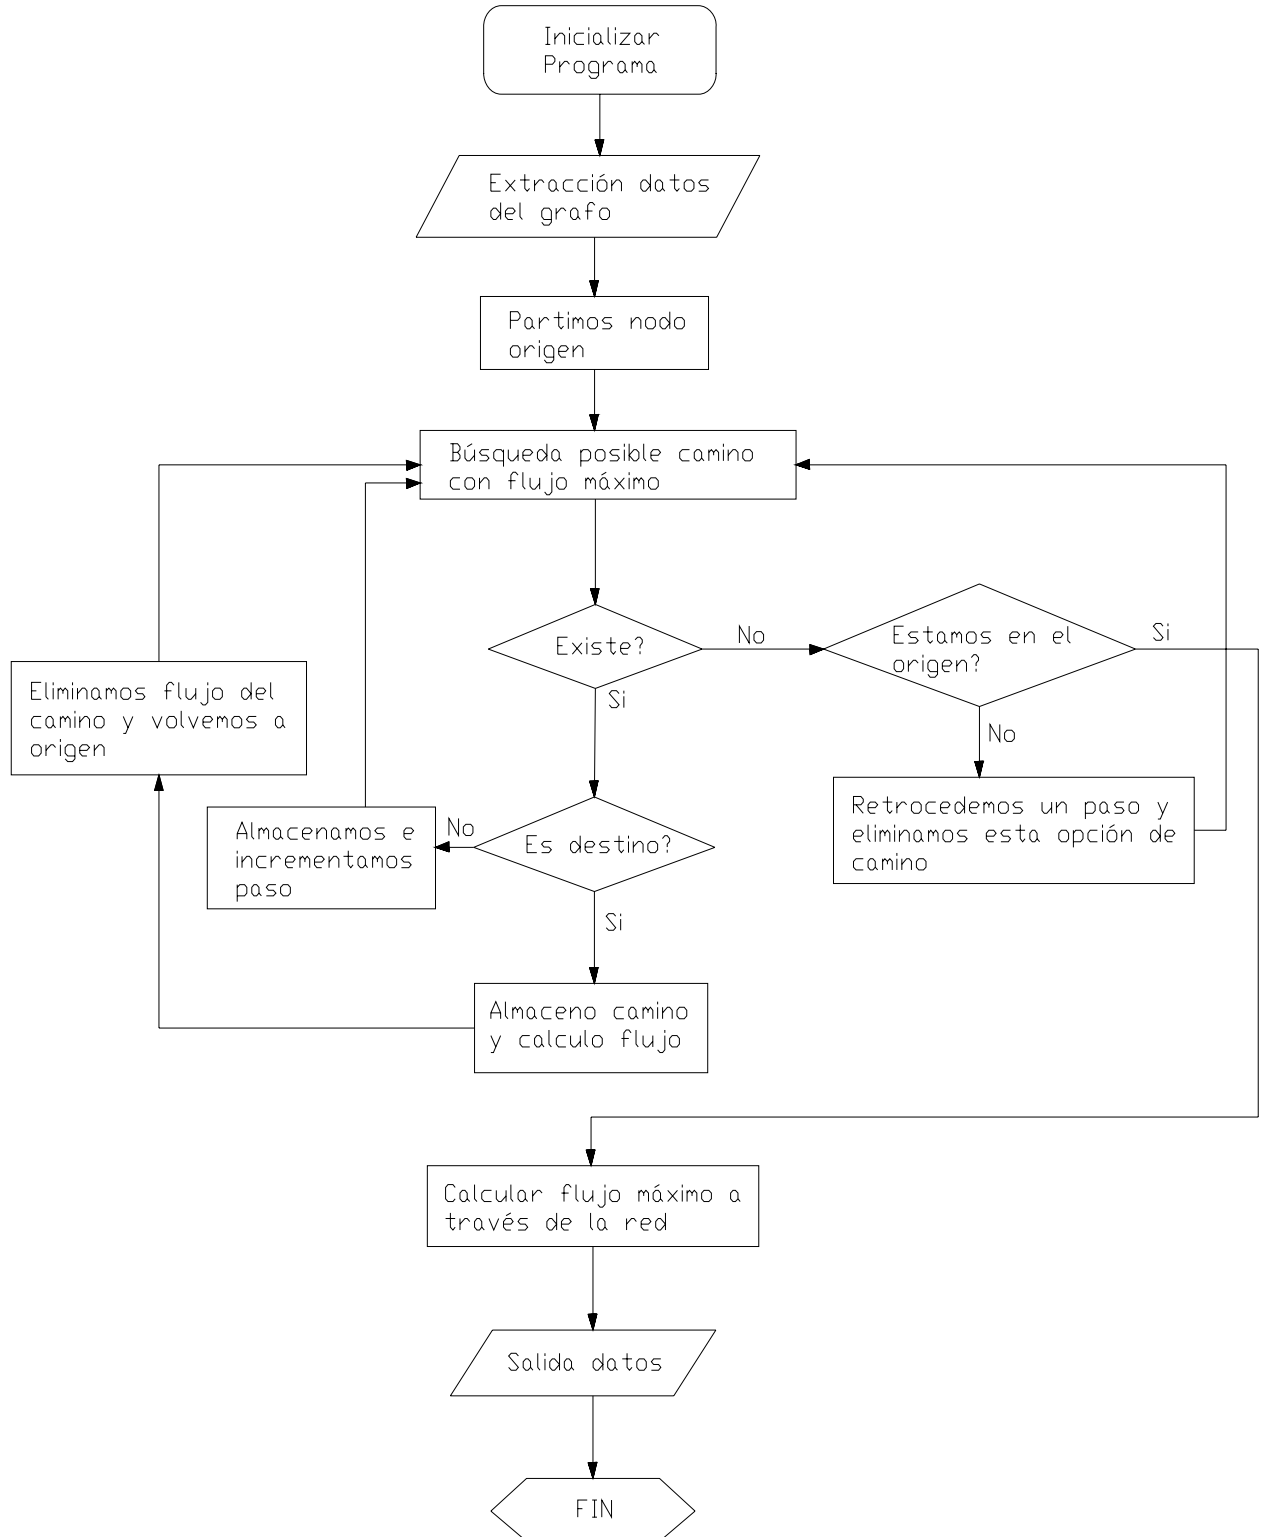 Inicializar
Programa
Extracción datos
del grafo
Partimos nodo
origen
Búsqueda posible camino
con flujo máximo
Existe?
No
Estamos en el
origen?
Si
Si
No
Eliminamos flujo del
camino y volvemos a
origen
Retrocedemos un paso y
eliminamos esta opción de
camino
Almacenamos e
incrementamos
paso
No
Es destino?
Si
Almaceno camino
y calculo flujo
Calcular flujo máximo a
través de la red
Salida datos
FIN